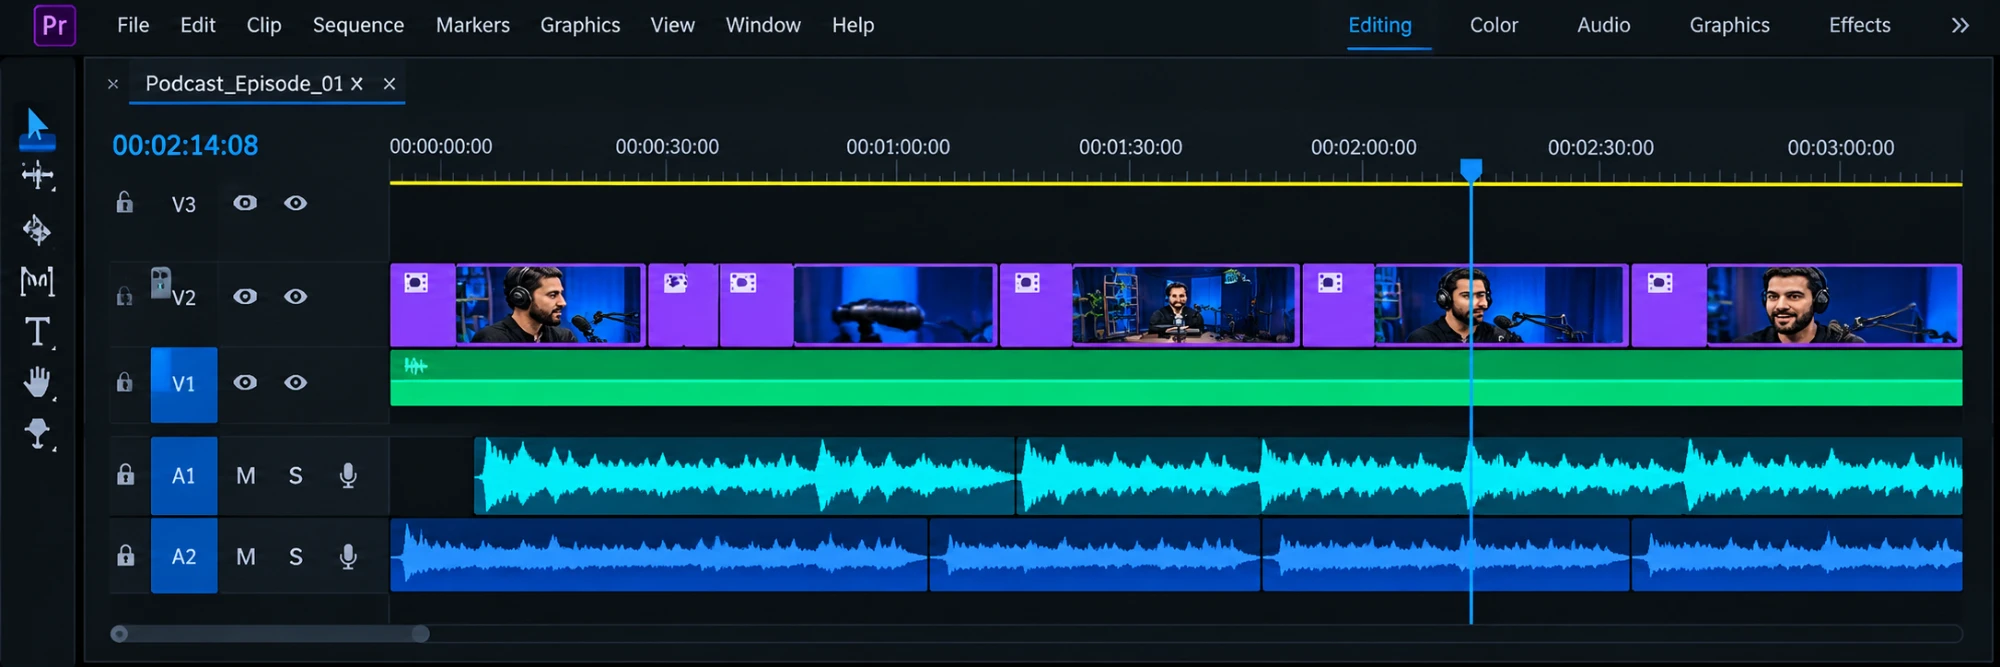 Pr File Edit Clip Sequence Markers Graphics View Window Help Editing Color Audio Graphics Effects
Podcast_Episode_01
00:02:14:08 00:00:00:00 00:00:30:00 00:01:00:00 00:01:30:00 00:02:00:00 00:02:30:00 00:03:00:00
V3
V2
V1
A1 M S
A2 M S